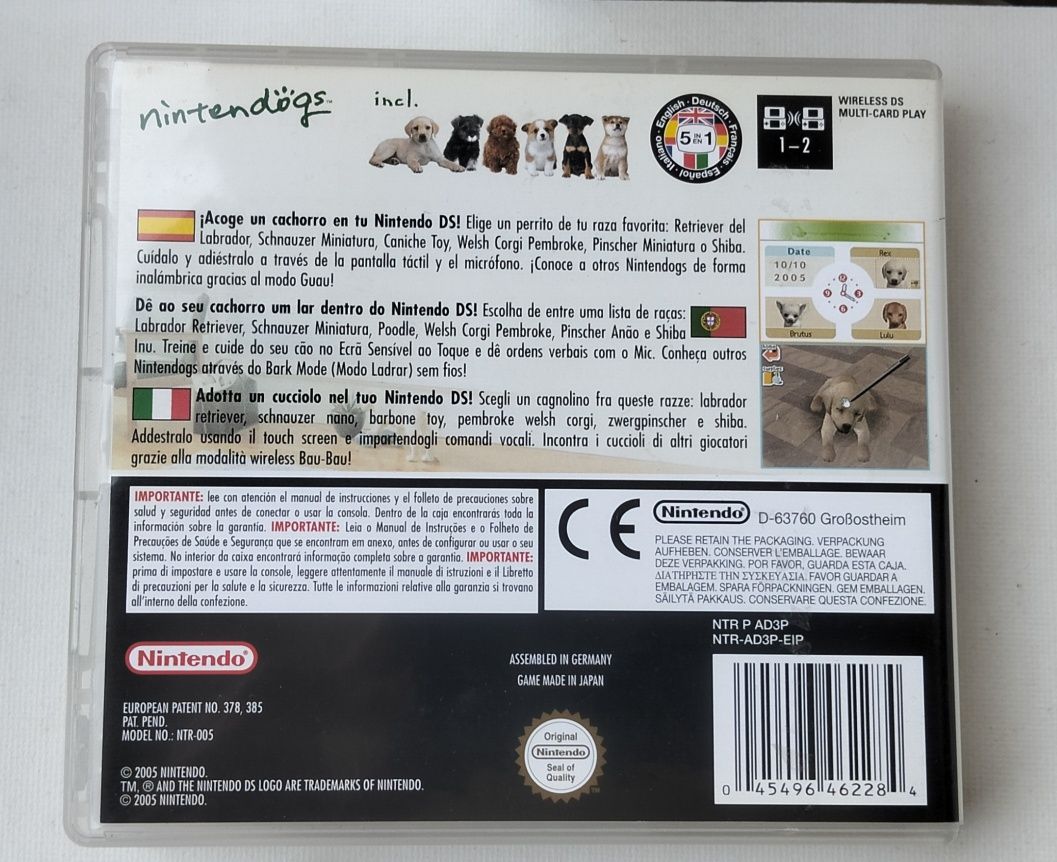 nintendögs™
incl.
English · Deutsch · Français · Español · Italiano
5 IN EN 1
1-2
WIRELESS DS
MULTI-CARD PLAY
¡Acoge un cachorro en tu Nintendo DS! Elige un perrito de tu raza favorita: Retriever del
Labrador, Schnauzer Miniatura, Caniche Toy, Welsh Corgi Pembroke, Pinscher Miniatura o Shiba.
Cuídalo y adiéstralo a través de la pantalla táctil y el micrófono. ¡Conoce a otros Nintendogs de forma
inalámbrica gracias al modo Guau!
Dê ao seu cachorro um lar dentro do Nintendo DS! Escolha de entre uma lista de raças:
Labrador Retriever, Schnauzer Miniatura, Poodle, Welsh Corgi Pembroke, Pinscher Anão e Shiba
Inu. Treine e cuide do seu cão no Ecrã Sensível ao Toque e dê ordens verbais com o Mic. Conheça outros
Nintendogs através do Bark Mode (Modo Ladrar) sem fios!
Adotta un cucciolo nel tuo Nintendo DS! Scegli un cagnolino fra queste razze: labrador
retriever, schnauzer nano, barbone toy, pembroke welsh corgi, zwergpinscher e shiba.
Addestralo usando il touch screen e impartendogli comandi vocali. Incontra i cuccioli di altri giocatori
grazie alla modalità wireless Bau-Bau!
Date
10/10
2005
Rex
12
3
6
9
Brutus
Lulu
IMPORTANTE: lee con atención el manual de instrucciones y el folleto de precauciones sobre
salud y seguridad antes de conectar o usar la consola. Dentro de la caja encontrarás toda la
información sobre la garantía. IMPORTANTE: Leia o Manual de Instruções e o Folheto de
Precauções de Saúde e Segurança que se encontram em anexo, antes de configurar ou usar o seu
sistema. No interior da caixa encontrará informação completa sobre a garantia. IMPORTANTE:
prima di impostare e usare la console, leggere attentamente il manuale di istruzioni e il Libretto
di precauzioni per la salute e la sicurezza. Tutte le informazioni relative alla garanzia si trovano
all'interno della confezione.
CE
Nintendo® D-63760 Großostheim
PLEASE RETAIN THE PACKAGING. VERPACKUNG
AUFHEBEN. CONSERVER L'EMBALLAGE. BEWAAR
DEZE VERPAKKING. POR FAVOR, GUARDA ESTA CAJA.
ΔΙΑΤΗΡΗΣΤΕ ΤΗΝ ΣΥΣΚΕΥΑΣΙΑ. FAVOR GUARDAR A
EMBALAGEM. SPARA FÖRPACKNINGEN. GEM EMBALLAGEN.
SÄILYTÄ PAKKAUS. CONSERVARE QUESTA CONFEZIONE.
NTR P AD3P
NTR-AD3P-EIP
Nintendo®
ASSEMBLED IN GERMANY
GAME MADE IN JAPAN
EUROPEAN PATENT NO. 378, 385
PAT. PEND.
MODEL NO.: NTR-005
Original
Nintendo
Seal of
Quality
TM
© 2005 NINTENDO.
TM, ® AND THE NINTENDO DS LOGO ARE TRADEMARKS OF NINTENDO.
© 2005 NINTENDO.
0 45496 46228 4